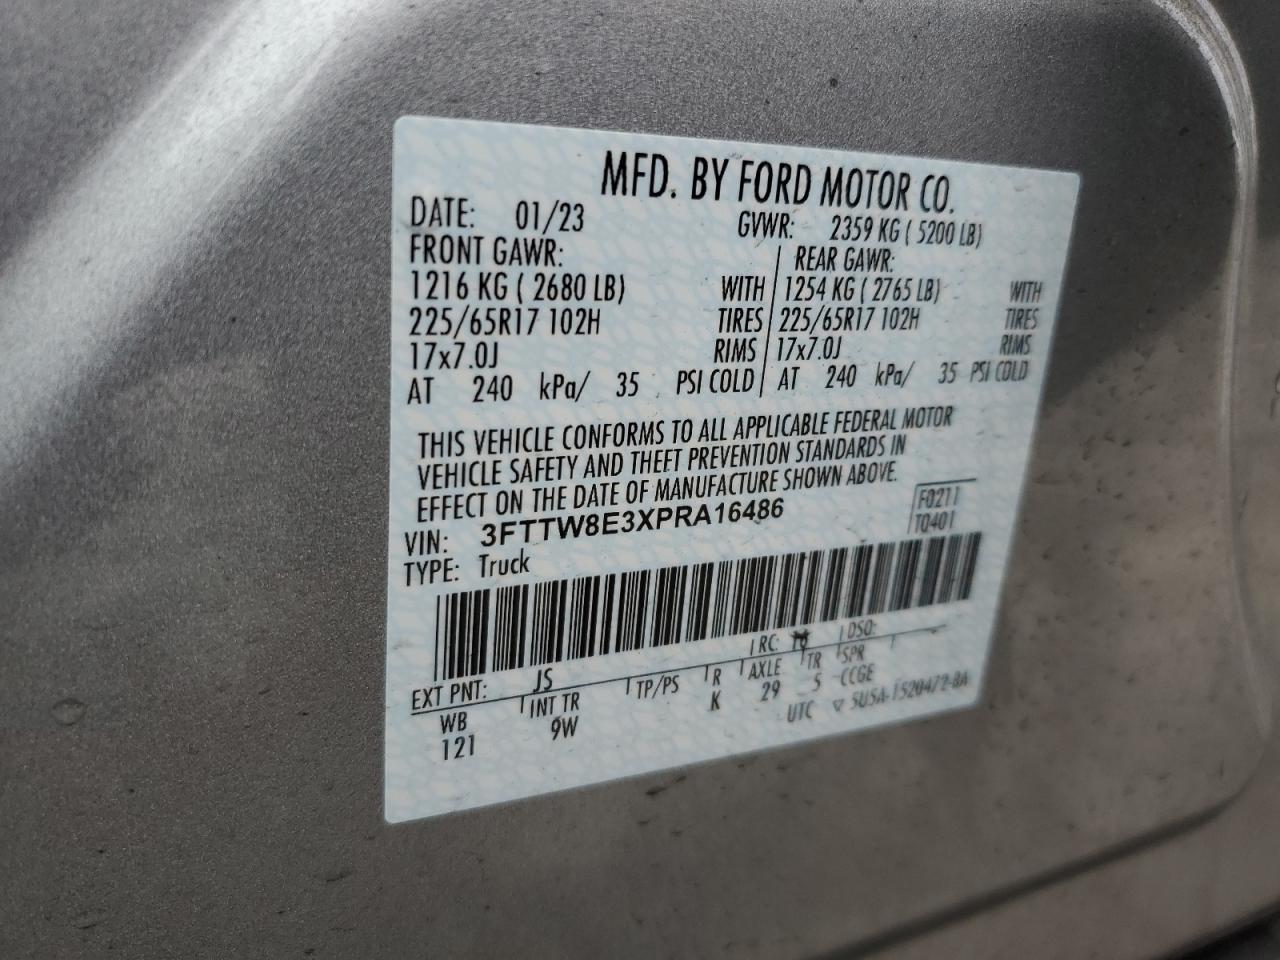 MFD. BY FORD MOTOR CO.
DATE: 01/23 GVWR: 2359 KG ( 5200 LB)
FRONT GAWR: REAR GAWR:
1216 KG ( 2680 LB) WITH 1254 KG ( 2765 LB) WITH
225/65R17 102H TIRES 225/65R17 102H TIRES
17x7.0J RIMS 17x7.0J RIMS
AT 240 kPa/ 35 PSI COLD AT 240 kPa/ 35 PSI COLD
THIS VEHICLE CONFORMS TO ALL APPLICABLE FEDERAL MOTOR
VEHICLE SAFETY AND THEFT PREVENTION STANDARDS IN
EFFECT ON THE DATE OF MANUFACTURE SHOWN ABOVE.
VIN: 3FTTW8E3XPRA16486 F0211
TYPE: Truck T0401
EXT PNT: JS RC: DSO:
WB INT TR TP/PS R AXLE TR SPR
121 9W K 29 5 CCGE
UTC ▽ 5U5A-1520472-BA